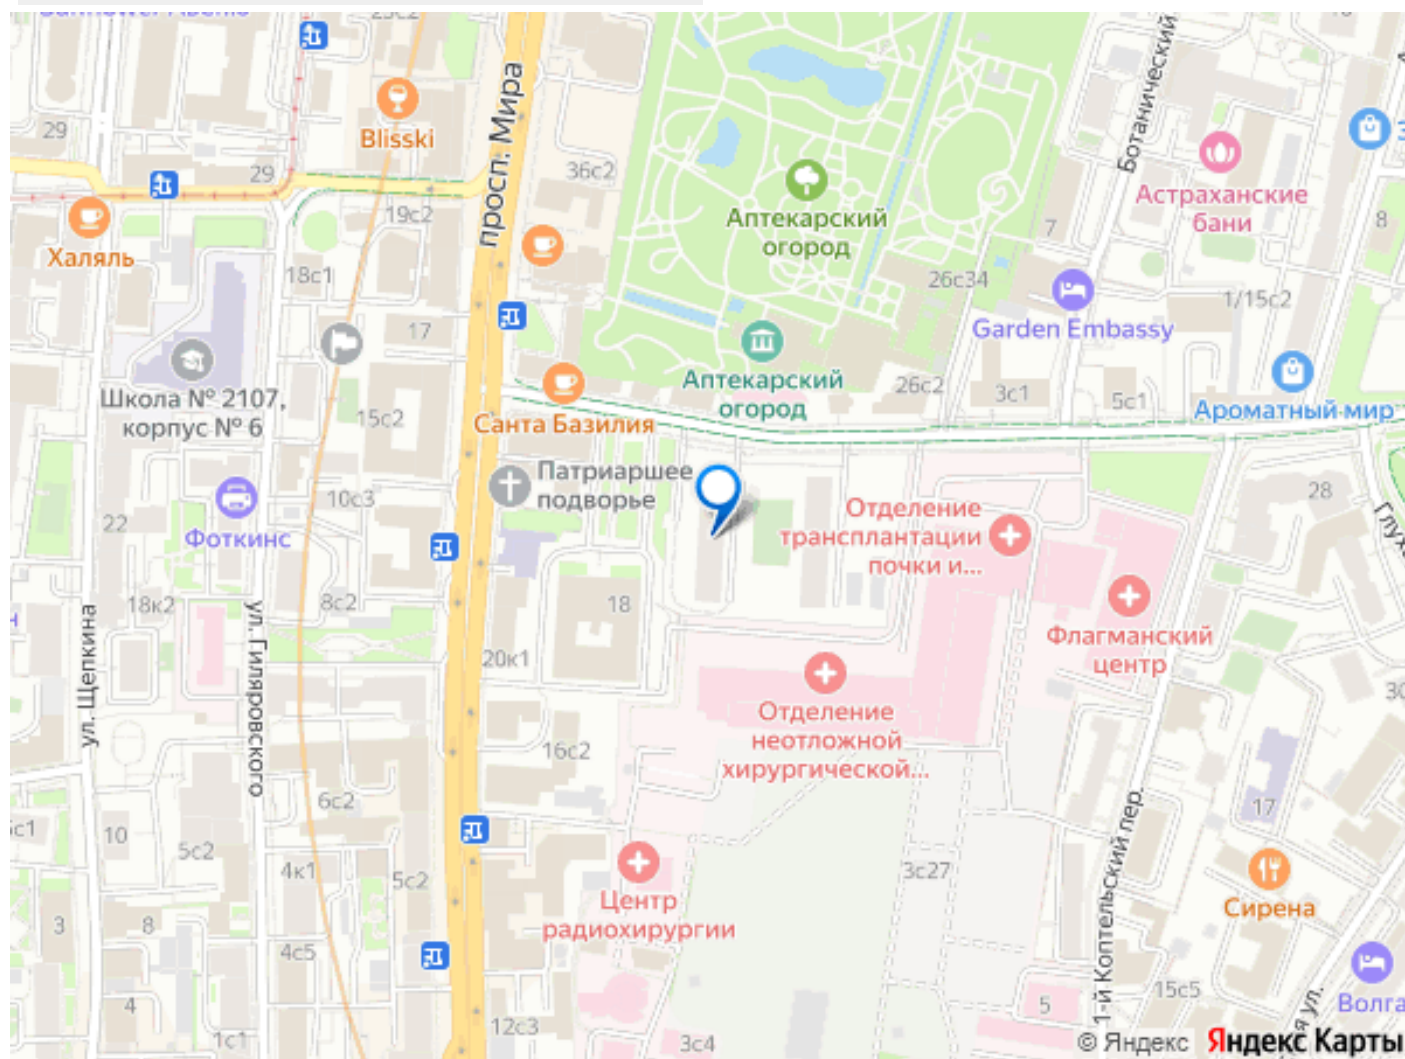 29
Blisski
просп. Мира
36с2
Ботанический
29
Халяль
19с2
Аптекарский
огород
Астраханские
бани
7
8
18с1
26с34
1/15с2
17
Garden Embassy
Школа № 2107,
корпус № 6
15с2
Аптекарский
огород
26с2
3с1
5с1
Ароматный мир
Санта Базилия
Патриаршее
подворье
10с3
22
Фоткинс
Отделение
трансплантации
почки и...
28
18к2
8с2
18
ул. Щепкина
ул. Гиляровского
20к1
Флагманский
центр
Отделение
неотложной
хирургической...
16с2
6с2
10
5с2
4к1
5с2
17
1-й Коптельский пер.
3с27
Сирена
Центр
радиохирургии
3
8
4с5
4
1с1
12с3
3с4
5
15с5
Волга
© Яндекс Яндекс Карты